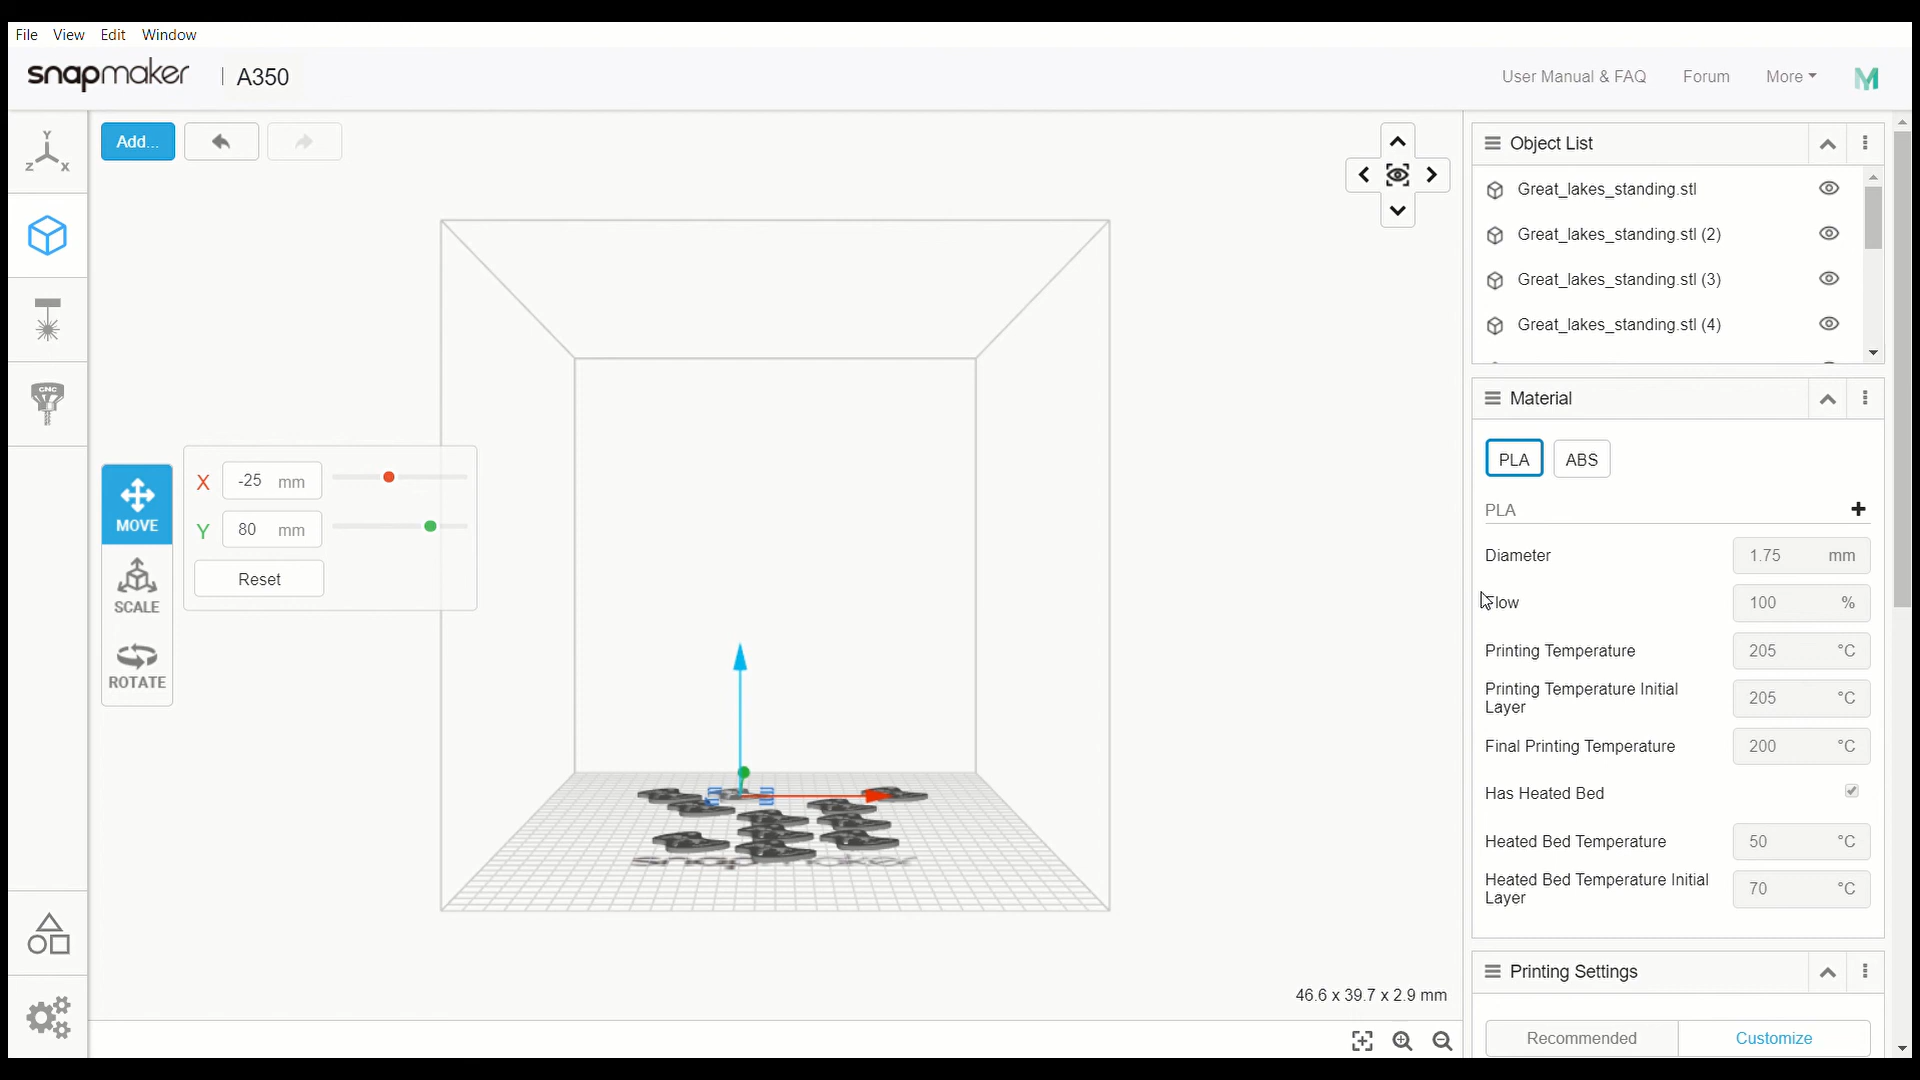 File View Edit Window
snapmaker | A350
User Manual & FAQ Forum More
Y
Z X
Add...
CNC
X -25 mm
Y 80 mm
Reset
MOVE
SCALE
ROTATE
snapmaker
46.6 x 39.7 x 2.9 mm
Object List
Great_lakes_standing.stl
Great_lakes_standing.stl (2)
Great_lakes_standing.stl (3)
Great_lakes_standing.stl (4)
Material
PLA ABS
PLA
Diameter 1.75 mm
Flow 100 %
Printing Temperature 205 °C
Printing Temperature Initial
Layer 205 °C
Final Printing Temperature 200 °C
Has Heated Bed
Heated Bed Temperature 50 °C
Heated Bed Temperature Initial
Layer 70 °C
Printing Settings
Recommended Customize